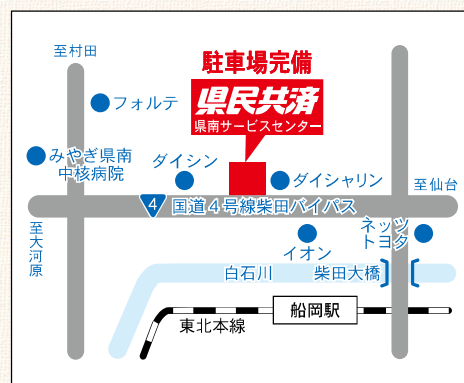 至村田
駐車場完備
県民共済
県南サービスセンター
フォルテ
みやぎ県南
中核病院
ダイシン
ダイシャリン
至仙台
4
国道4号線柴田バイパス
至大河原
ネッツ
トヨタ
イオン
白石川
柴田大橋
船岡駅
東北本線